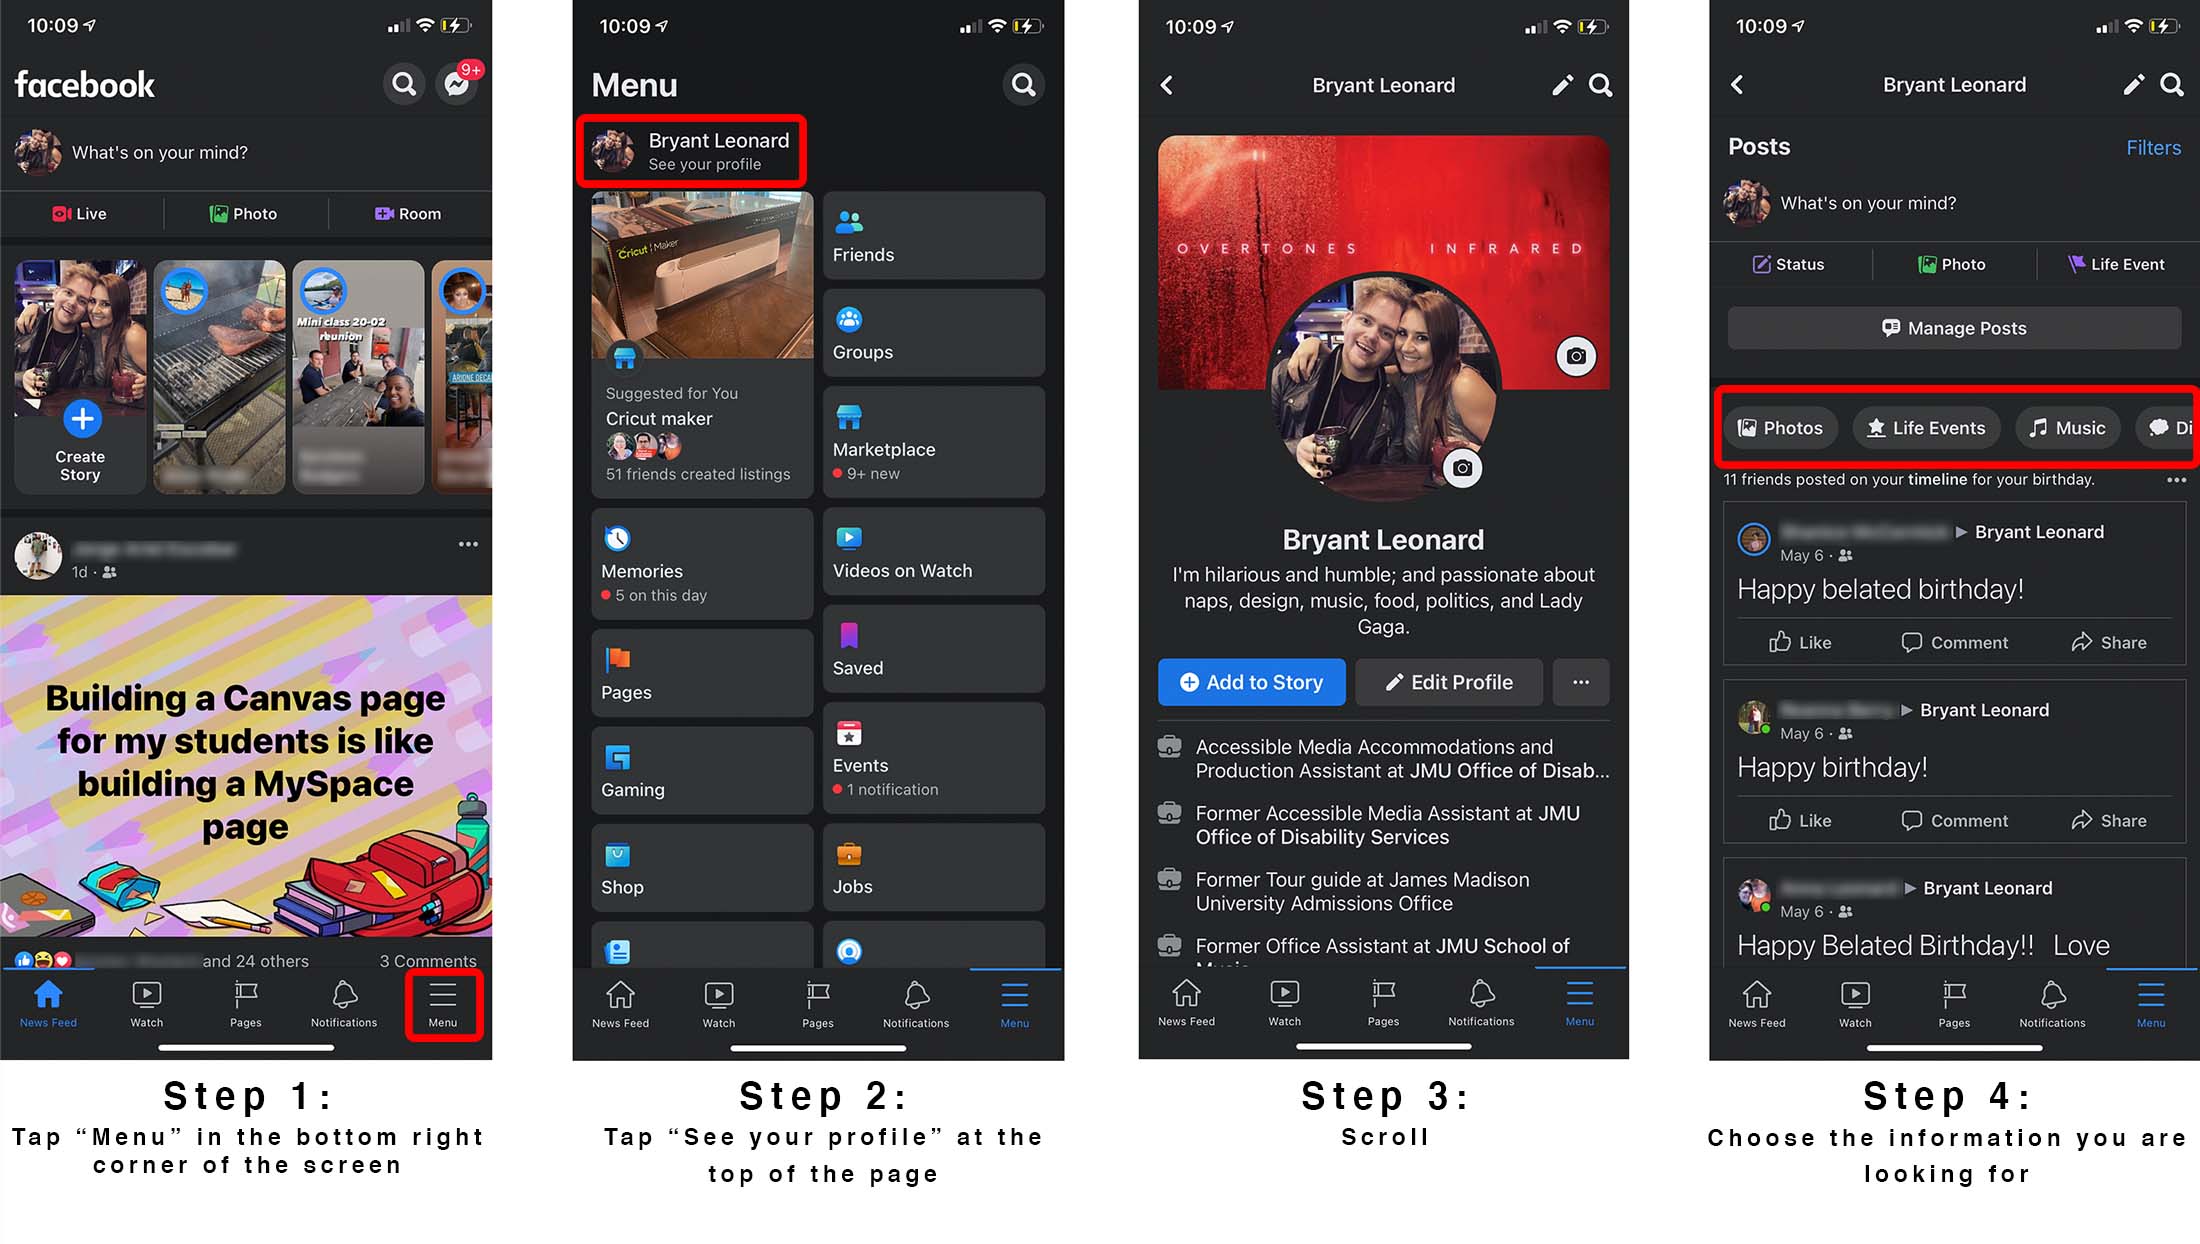 10:09
facebook
9+
What's on your mind?
Live
Photo
Room
Mini class 20-02
reunion
ARIONE DECA
Create
Story
1d
Building a Canvas page
for my students is like
building a MySpace
page
and 24 others
3 Comments
News Feed
Watch
Pages
Notifications
Menu
Step 1:
Tap “Menu” in the bottom right
corner of the screen
10:09
Menu
Bryant Leonard
See your profile
Cricut | Maker
Suggested for You
Cricut maker
51 friends created listings
Friends
Groups
Marketplace
9+ new
Memories
5 on this day
Videos on Watch
Pages
Saved
Gaming
Events
1 notification
Shop
Jobs
News Feed
Watch
Pages
Notifications
Menu
Step 2:
Tap “See your profile” at the
top of the page
10:09
Bryant Leonard
OVERTONES INFRARED
Bryant Leonard
I'm hilarious and humble; and passionate about
naps, design, music, food, politics, and Lady
Gaga.
Add to Story
Edit Profile
Accessible Media Accommodations and
Production Assistant at JMU Office of Disab...
Former Accessible Media Assistant at JMU
Office of Disability Services
Former Tour guide at James Madison
University Admissions Office
Former Office Assistant at JMU School of
Music
News Feed
Watch
Pages
Notifications
Menu
Step 3:
Scroll
10:09
Bryant Leonard
Posts
Filters
What's on your mind?
Status
Photo
Life Event
Manage Posts
Photos
Life Events
Music
Di
11 friends posted on your timeline for your birthday.
Bryant Leonard
May 6
Happy belated birthday!
Like
Comment
Share
Bryant Leonard
May 6
Happy birthday!
Like
Comment
Share
Bryant Leonard
May 6
Happy Belated Birthday!! Love
News Feed
Watch
Pages
Notifications
Menu
Step 4:
Choose the information you are
looking for